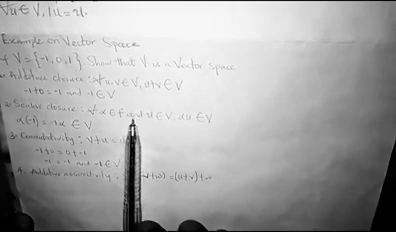 ∀u ∈ V, 1u = u.
Example on Vector Space
If V = {-1, 0, 1}. Show that V is a Vector space
1. Additive closure: ∀u,v ∈ V, u+v ∈ V
-1+0 = -1 and -1 ∈ V
2. Scalar closure: ∀ α ∈ f and u ∈ V, αu ∈ V
α(-1) = -α ∈ V
3. Commutativity: v+u =
-1+0 = 0+-1
-1 = -1 and -1 ∈ V
4. Additive associativity: v+w) = (u+v)+